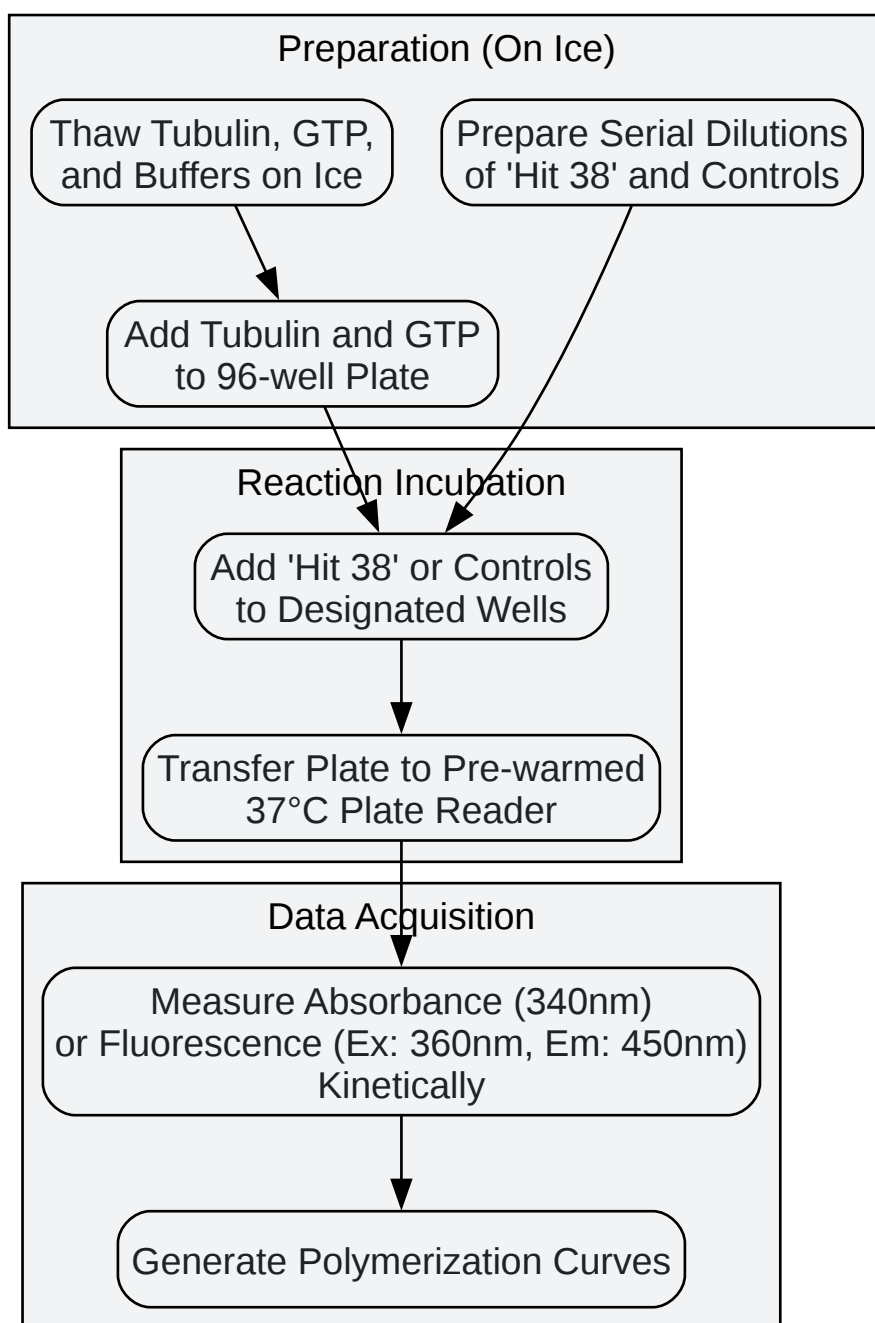 Preparation (On Ice)
Thaw Tubulin, GTP,
and Buffers on Ice
Prepare Serial Dilutions
of 'Hit 38' and Controls
Add Tubulin and GTP
to 96-well Plate
Reaction Incubation
Add 'Hit 38' or Controls
to Designated Wells
Transfer Plate to Pre-warmed
37°C Plate Reader
Data Acquisition
Measure Absorbance (340nm)
or Fluorescence (Ex: 360nm, Em: 450nm)
Kinetically
Generate Polymerization Curves